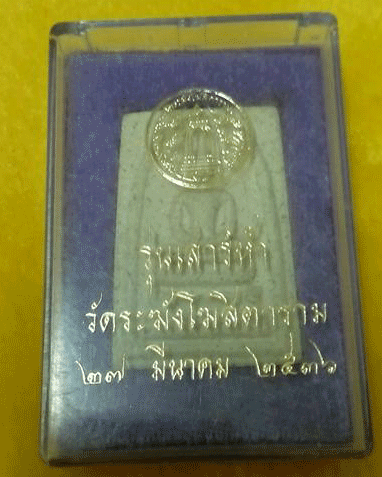 รุ่นเสาร์ห้า
วัดระฆังโฆสิตาราม
๒๗ มีนาคม ๒๕๓๖